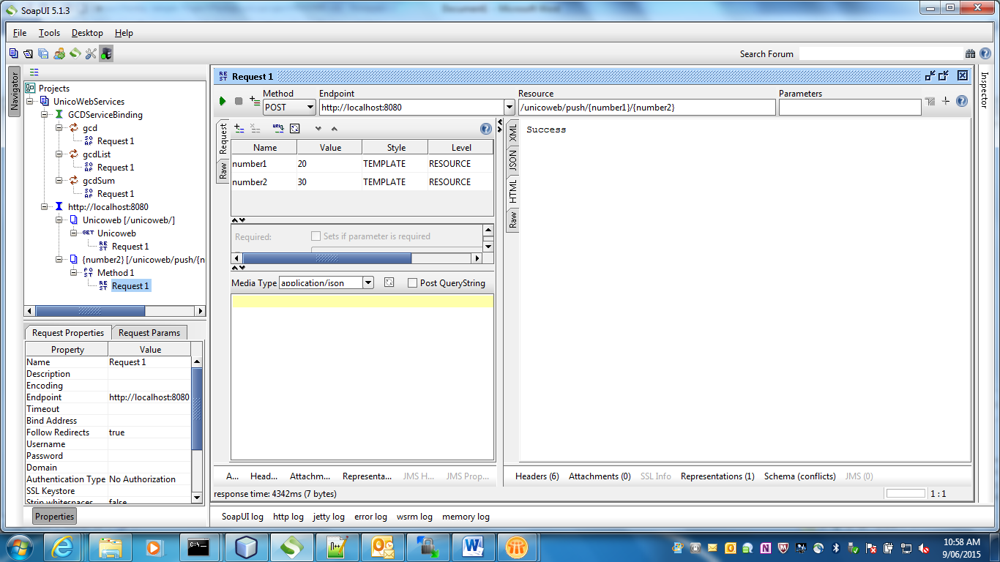 SoapUI 5.1.3
File Tools Desktop Help
Search Forum
Navigator
Projects
UnicoWebServices
GCDServiceBinding
gcd
Request 1
gcdList
Request 1
gcdSum
Request 1
http://localhost:8080
Unicoweb [/unicoweb/]
GET Unicoweb
Request 1
{number2} [/unicoweb/push/{n
Method 1
Request 1
Request Properties Request Params
Property Value
Name Request 1
Description
Encoding
Endpoint http://localhost:8080
Timeout
Bind Address
Follow Redirects true
Username
Password
Domain
Authentication Type No Authorization
SSL Keystore
Strip whitespaces false
Properties
Request 1
Inspector
Method Endpoint Resource Parameters
POST http://localhost:8080 /unicoweb/push/{number1}/{number2}
Request
Raw
Name Value Style Level
number1 20 TEMPLATE RESOURCE
number2 30 TEMPLATE RESOURCE
Required: Sets if parameter is required
Media Type application/json Post QueryString
A... Head... Attachm... Representa... JMS H... JMS Prop...
XML
JSON
HTML
Raw
Success
Headers (6) Attachments (0) SSL Info Representations (1) Schema (conflicts) JMS (0)
response time: 4342ms (7 bytes)
1 : 1
SoapUI log http log jetty log error log wsrm log memory log
10:58 AM
9/06/2015